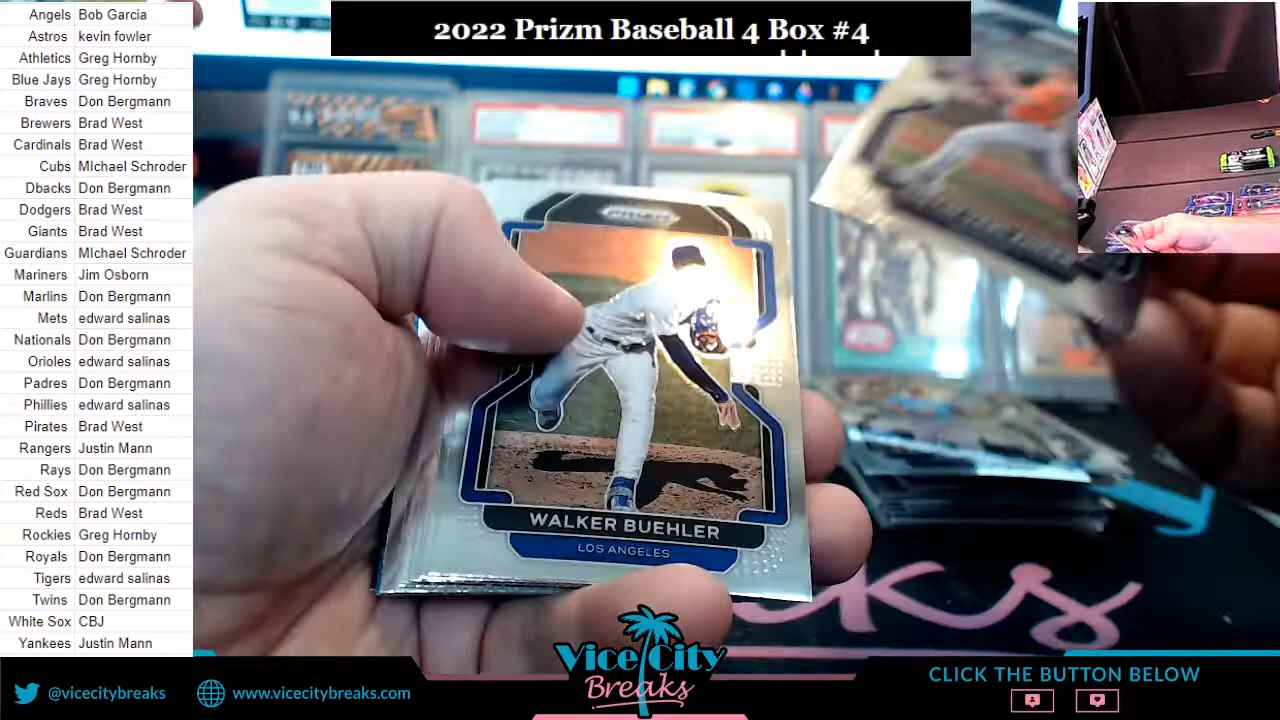 2022 Prizm Baseball 4 Box #4
Angels Bob Garcia
Astros kevin fowler
Athletics Greg Hornby
Blue Jays Greg Hornby
Braves Don Bergmann
Brewers Brad West
Cardinals Brad West
Cubs MIchael Schroder
Dbacks Don Bergmann
Dodgers Brad West
Giants Brad West
Guardians MIchael Schroder
Mariners Jim Osborn
Marlins Don Bergmann
Mets edward salinas
Nationals Don Bergmann
Orioles edward salinas
Padres Don Bergmann
Phillies edward salinas
Pirates Brad West
Rangers Justin Mann
Rays Don Bergmann
Red Sox Don Bergmann
Reds Brad West
Rockies Greg Hornby
Royals Don Bergmann
Tigers edward salinas
Twins Don Bergmann
White Sox CBJ
Yankees Justin Mann
PRIZM
WALKER BUEHLER
LOS ANGELES
Vice City
Breaks
@vicecitybreaks
www.vicecitybreaks.com
CLICK THE BUTTON BELOW